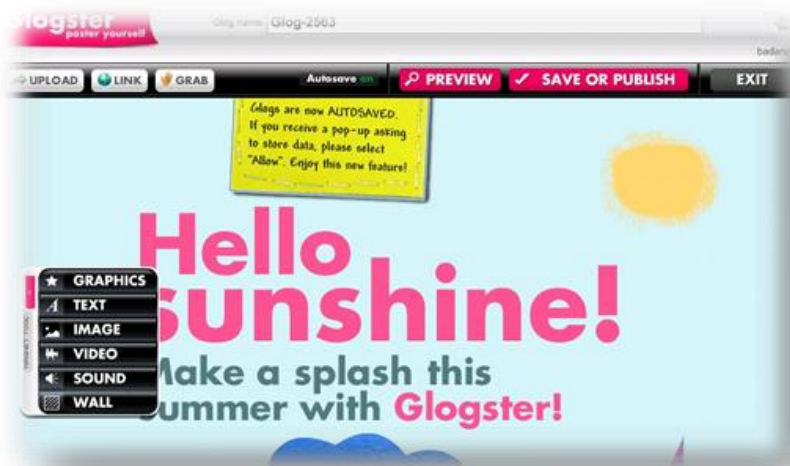 Glogster
poster yourself
Glog name Glog-2563
UPLOAD LINK GRAB Autosave on PREVIEW SAVE OR PUBLISH EXIT
Glogs are now AUTOSAVED.
If you receive a pop-up asking
to store data, please select
"Allow". Enjoy this new feature!
Hello
sunshine!
Make a splash this
summer with Glogster!
MAGNET TOOL
GRAPHICS
TEXT
IMAGE
VIDEO
SOUND
WALL